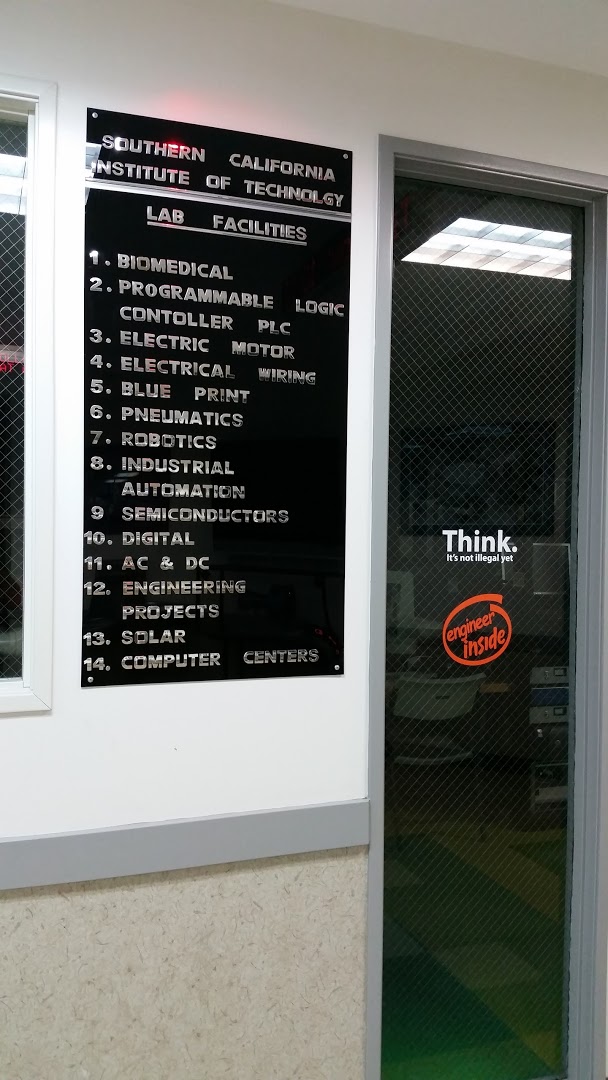 SOUTHERN CALIFORNIA
INSTITUTE OF TECHNOLGY
LAB FACILITIES
1. BIOMEDICAL
2. PROGRAMMABLE LOGIC
CONTOLLER PLC
3. ELECTRIC MOTOR
4. ELECTRICAL WIRING
5. BLUE PRINT
6. PNEUMATICS
7. ROBOTICS
8. INDUSTRIAL
AUTOMATION
9 SEMICONDUCTORS
10. DIGITAL
11. AC & DC
12. ENGINEERING
PROJECTS
13. SOLAR
14. COMPUTER CENTERS
Think.
It's not illegal yet
engineer
inside